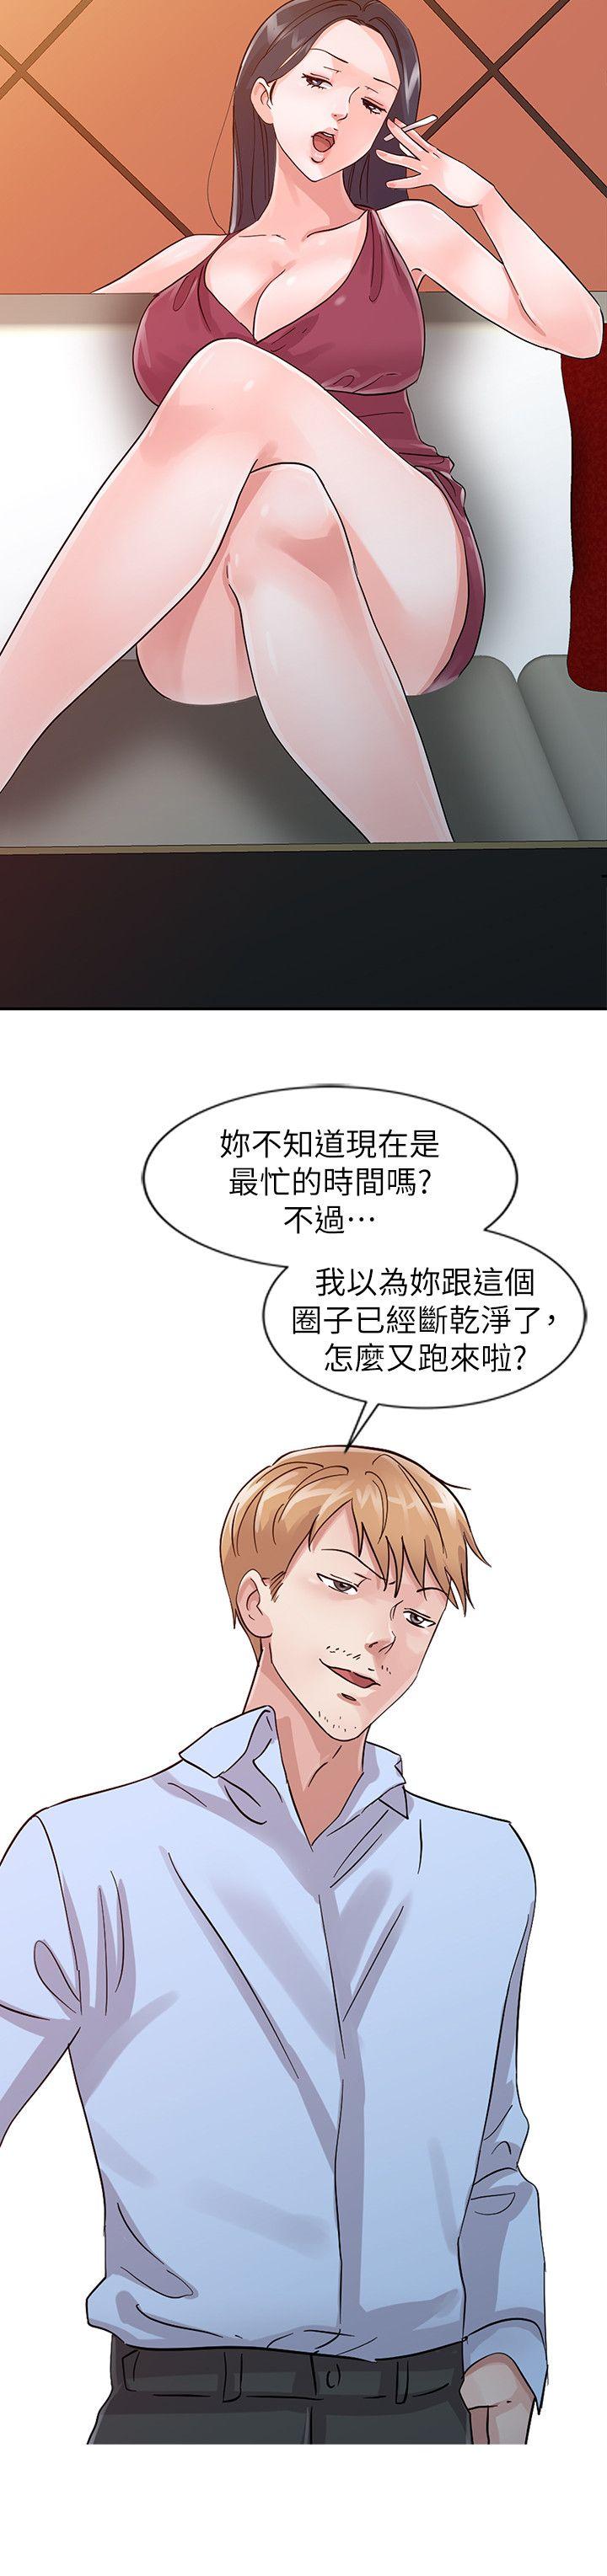 妳不知道現在是
最忙的時間嗎?
不過⋯
我以為妳跟這個
圈子已經斷乾淨了，
怎麼又跑來啦?